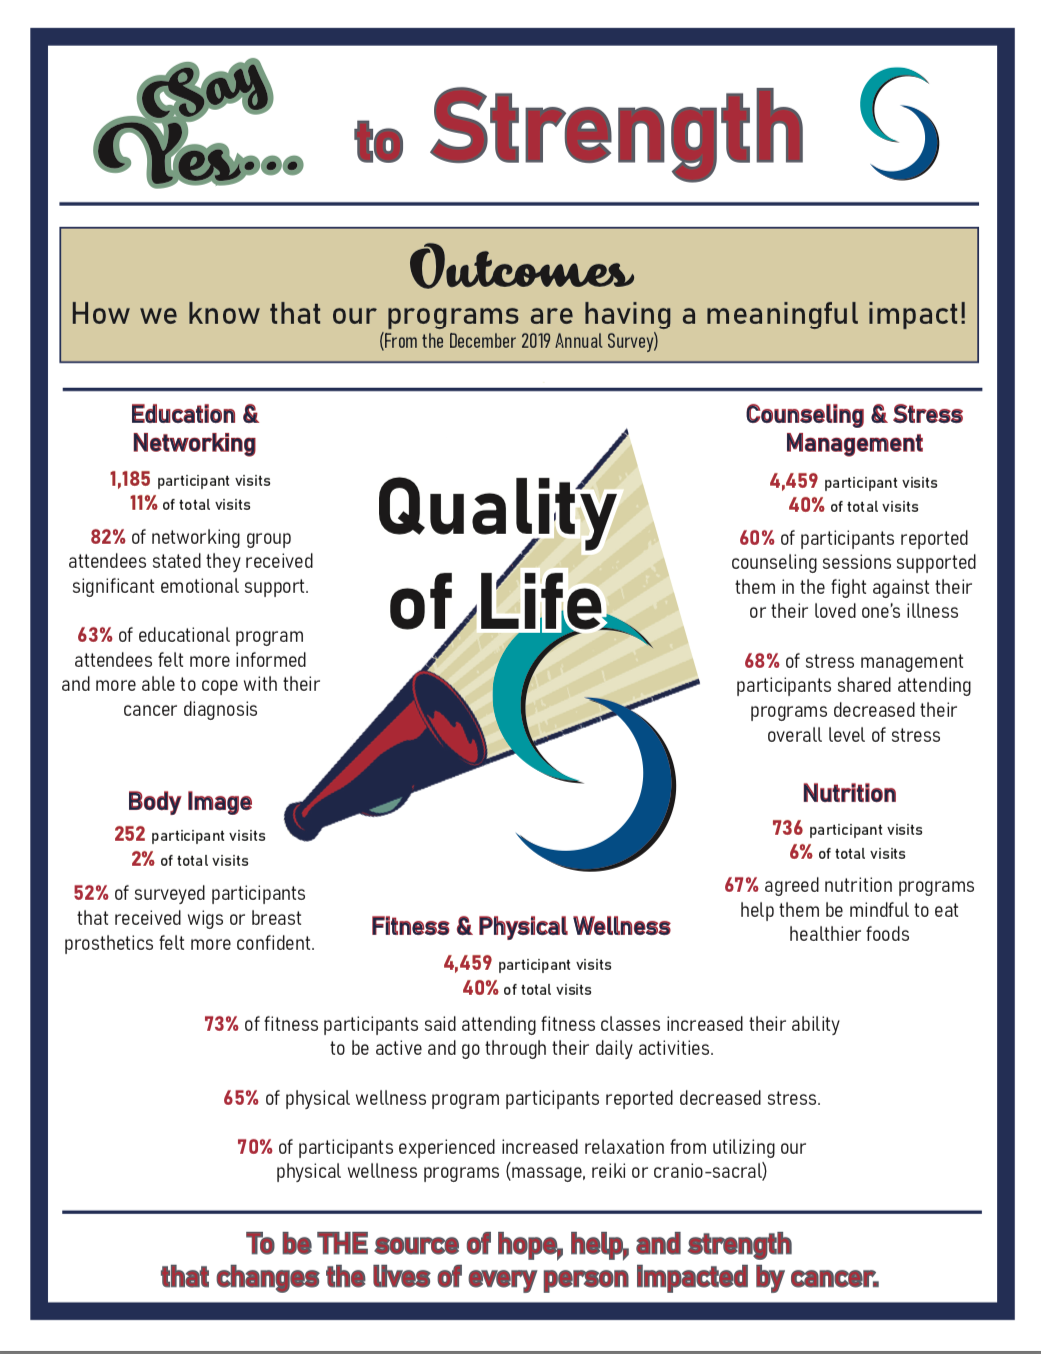 Say
Yes...
to Strength
Outcomes
How we know that our programs are having a meaningful impact!
(From the December 2019 Annual Survey)
Education &
Networking
1,185 participant visits
11% of total visits
82% of networking group
attendees stated they received
significant emotional support.
63% of educational program
attendees felt more informed
and more able to cope with their
cancer diagnosis
Body Image
252 participant visits
2% of total visits
52% of surveyed participants
that received wigs or breast
prosthetics felt more confident.
Quality
of Life
Counseling & Stress
Management
4,459 participant visits
40% of total visits
60% of participants reported
counseling sessions supported
them in the fight against their
or their loved one's illness
68% of stress management
participants shared attending
programs decreased their
overall level of stress
Nutrition
736 participant visits
6% of total visits
67% agreed nutrition programs
help them be mindful to eat
healthier foods
Fitness & Physical Wellness
4,459 participant visits
40% of total visits
73% of fitness participants said attending fitness classes increased their ability
to be active and go through their daily activities.
65% of physical wellness program participants reported decreased stress.
70% of participants experienced increased relaxation from utilizing our
physical wellness programs (massage, reiki or cranio-sacral)
To be THE source of hope, help, and strength
that changes the lives of every person impacted by cancer.